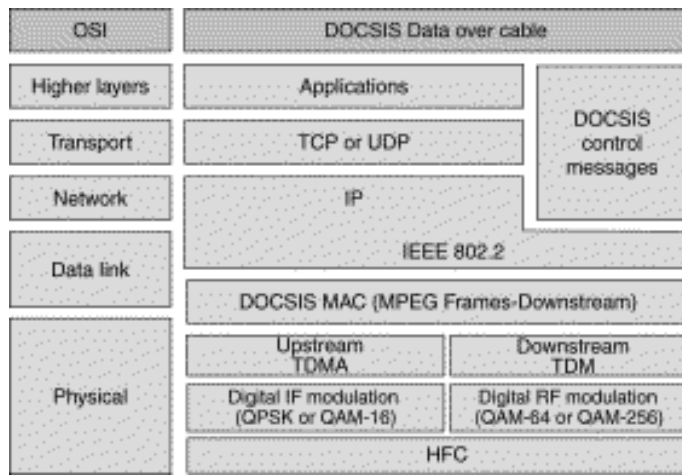 OSI
DOCSIS Data over cable
Higher layers
Applications
DOCSIS
control
messages
Transport
TCP or UDP
Network
IP
IEEE 802.2
Data link
DOCSIS MAC (MPEG Frames-Downstream)
Upstream
TDMA
Downstream
TDM
Physical
Digital IF modulation
(QPSK or QAM-16)
Digital RF modulation
(QAM-64 or QAM-256)
HFC